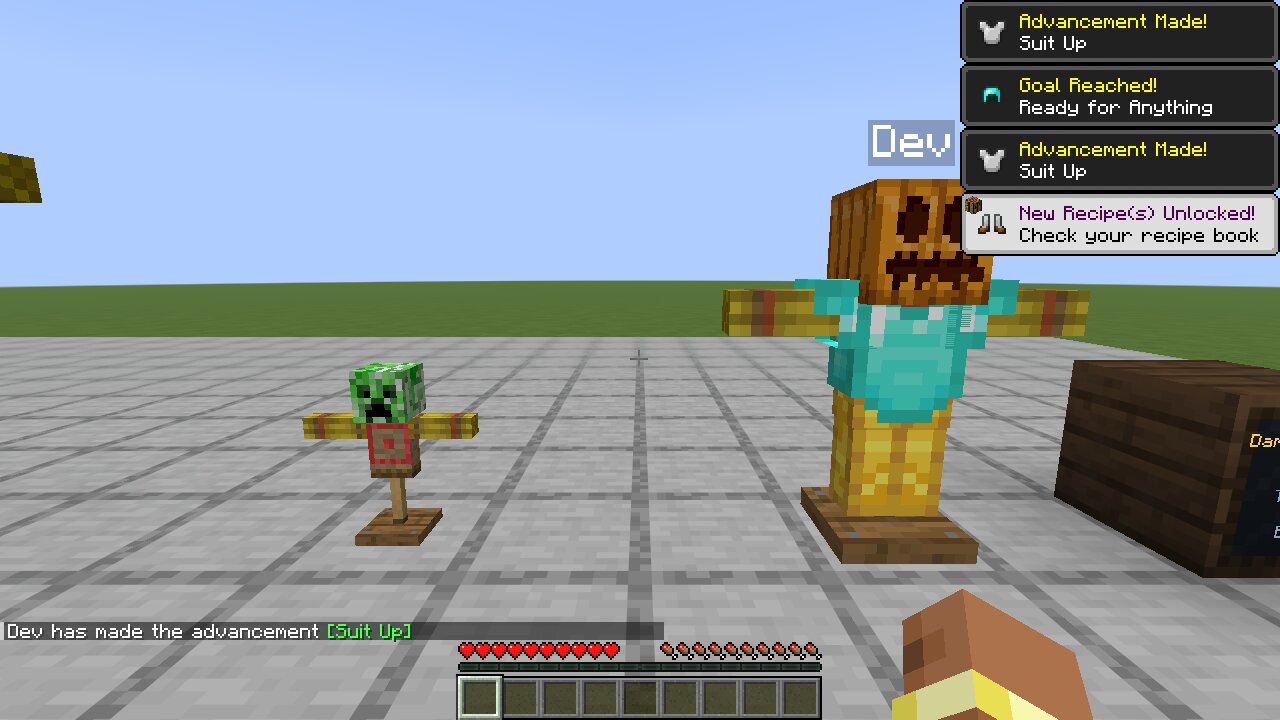 Advancement Made!
Suit Up
Goal Reached!
Ready for Anything
Advancement Made!
Suit Up
New Recipe(s) Unlocked!
Check your recipe book
Dev
Dev has made the advancement [Suit Up]